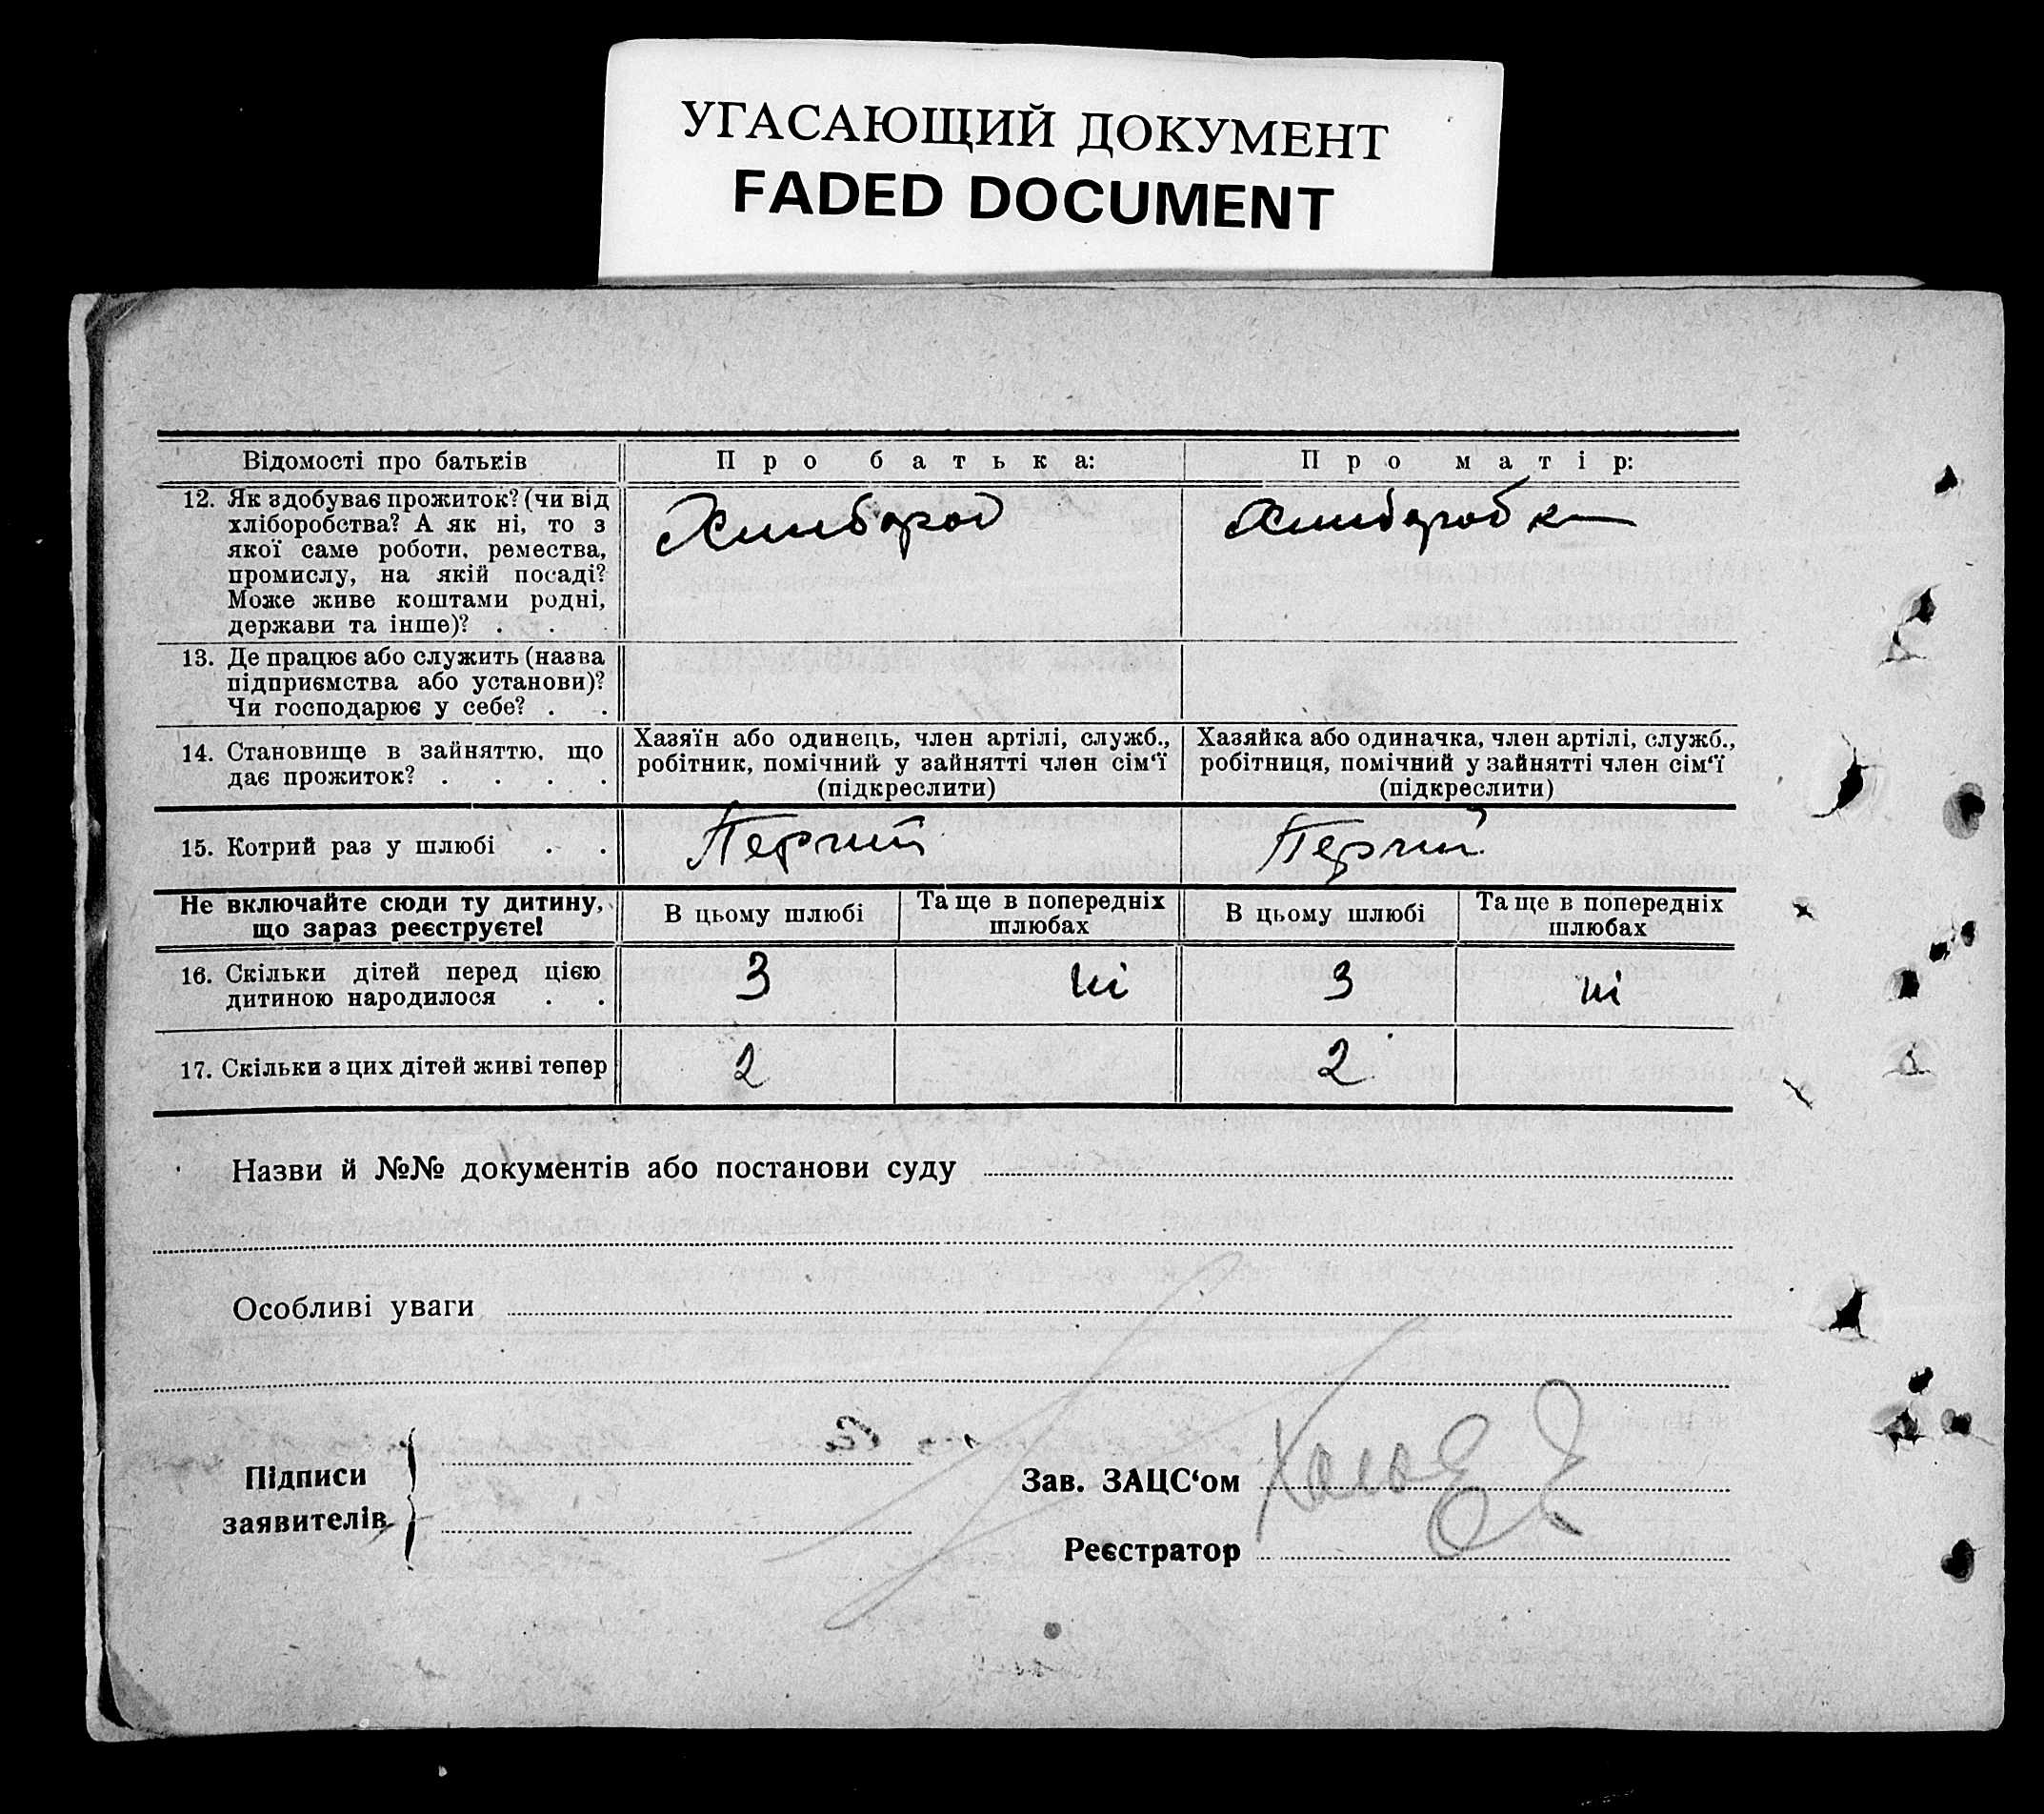 УГАСАЮЩИЙ ДОКУМЕНТ
FADED DOCUMENT
Відомості про батьків
Про батька:
Про матір:
12. Як здобуває прожиток? (чи від
хліборобства? А як ні, то з
якої саме роботи, ремества,
промислу, на якій посаді?
Може живе коштами родні,
держави та інше)? . . .
Хлибороб
Хлиборобка
13. Де працює або служить (назва
підприємства або установи)?
Чи господарює у себе? . .
14. Становище в зайняттю, що
дає прожиток? . . . .
Хазяїн або одинець, член артілі, служб.,
робітник, помічний у зайнятті член сім‘ї
(підкреслити)
Хазяйка або одиначка, член артілі, служб.,
робітниця, помічний у зайнятті член сім‘ї
(підкреслити)
15. Котрий раз у шлюбі . .
Перчий
Перчий
Не включайте сюди ту дитину,
що зараз реєструєте!
В цьому шлюбі
Та ще в попередніх
шлюбах
В цьому шлюбі
Та ще в попередніх
шлюбах
16. Скільки дітей перед цією
дитиною народилося . .
3
ні
3
ні
17. Скільки з цих дітей живі тепер
2
2
Назви й №№ документів або постанови суду
Особливі уваги
Підписи
заявителів
Зав. ЗАЦС‘ом
Реєстратор